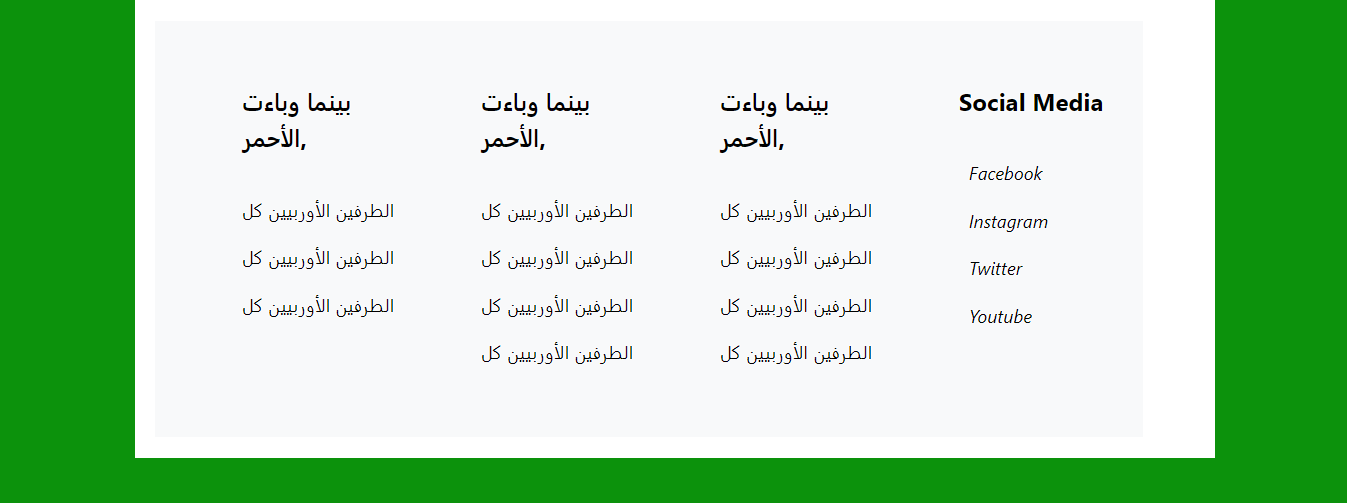 بينما وباءت
الأحمر,
الطرفين الأوربيين كل
الطرفين الأوربيين كل
الطرفين الأوربيين كل
بينما وباءت
الأحمر,
الطرفين الأوربيين كل
الطرفين الأوربيين كل
الطرفين الأوربيين كل
الطرفين الأوربيين كل
بينما وباءت
الأحمر,
الطرفين الأوربيين كل
الطرفين الأوربيين كل
الطرفين الأوربيين كل
الطرفين الأوربيين كل
Social Media
Facebook
Instagram
Twitter
Youtube